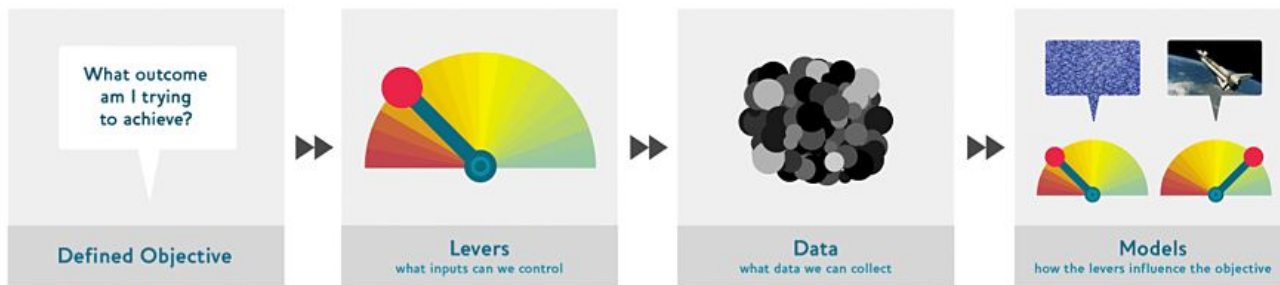 What outcome
am I trying
to achieve?
Defined Objective
Levers
what inputs can we control
Data
what data we can collect
Models
how the levers influence the objective